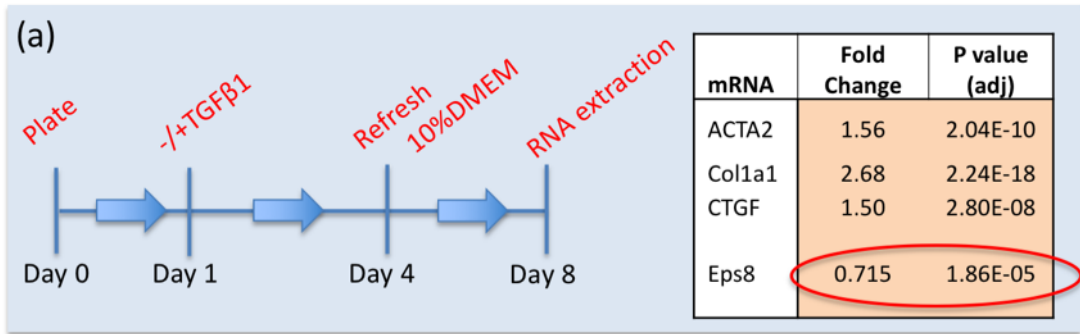 (a)
Plate
-/+TGFβ1
Refresh
10%DMEM
RNA extraction
Day 0
Day 1
Day 4
Day 8
mRNA
Fold
Change
P value
(adj)
ACTA2 1.56 2.04E-10
Col1a1 2.68 2.24E-18
CTGF 1.50 2.80E-08
Eps8 0.715 1.86E-05